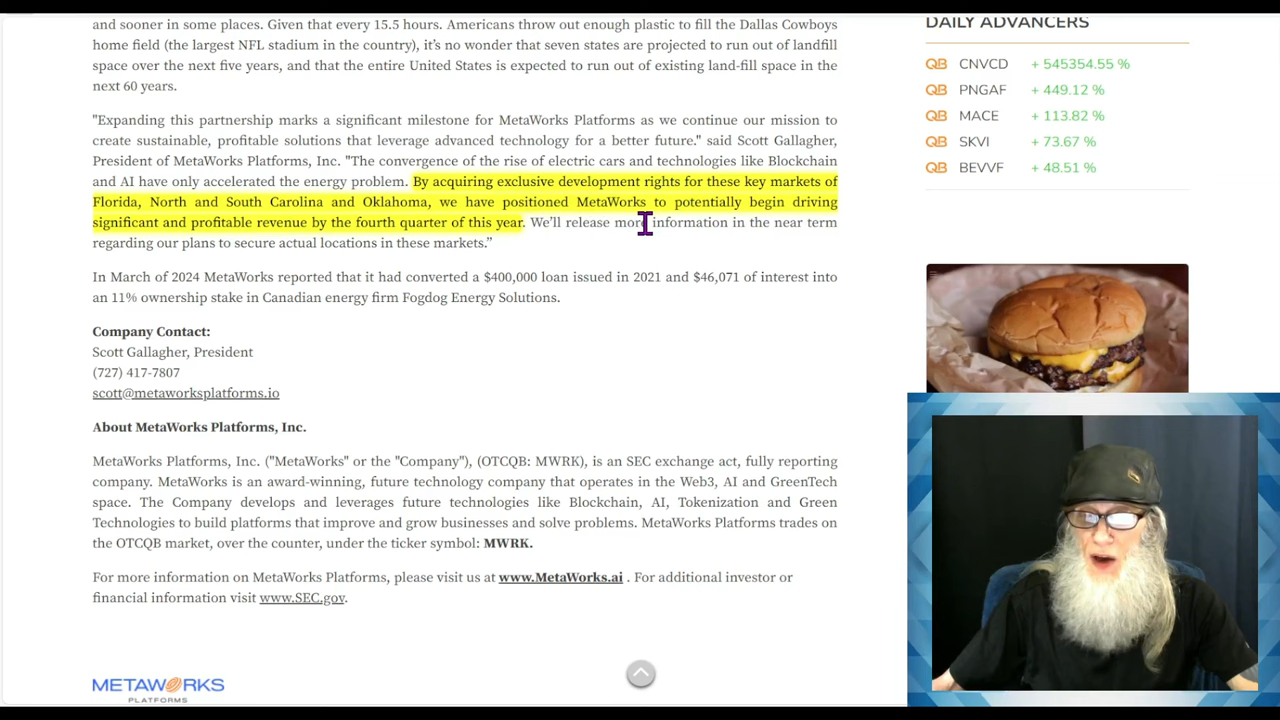 and sooner in some places. Given that every 15.5 hours. Americans throw out enough plastic to fill the Dallas Cowboys
home field (the largest NFL stadium in the country), it's no wonder that seven states are projected to run out of landfill
space over the next five years, and that the entire United States is expected to run out of existing land-fill space in the
next 60 years.
"Expanding this partnership marks a significant milestone for MetaWorks Platforms as we continue our mission to
create sustainable, profitable solutions that leverage advanced technology for a better future." said Scott Gallagher,
President of MetaWorks Platforms, Inc. "The convergence of the rise of electric cars and technologies like Blockchain
and AI have only accelerated the energy problem. By acquiring exclusive development rights for these key markets of
Florida, North and South Carolina and Oklahoma, we have positioned MetaWorks to potentially begin driving
significant and profitable revenue by the fourth quarter of this year. We'll release more information in the near term
regarding our plans to secure actual locations in these markets.”
In March of 2024 MetaWorks reported that it had converted a $400,000 loan issued in 2021 and $46,071 of interest into
an 11% ownership stake in Canadian energy firm Fogdog Energy Solutions.
Company Contact:
Scott Gallagher, President
(727) 417-7807
scott@metaworksplatforms.io
About MetaWorks Platforms, Inc.
MetaWorks Platforms, Inc. ("MetaWorks" or the "Company"), (OTCQB: MWRK), is an SEC exchange act, fully reporting
company. MetaWorks is an award-winning, future technology company that operates in the Web3, AI and GreenTech
space. The Company develops and leverages future technologies like Blockchain, AI, Tokenization and Green
Technologies to build platforms that improve and grow businesses and solve problems. MetaWorks Platforms trades on
the OTCQB market, over the counter, under the ticker symbol: MWRK.
For more information on MetaWorks Platforms, please visit us at www.MetaWorks.ai . For additional investor or
financial information visit www.SEC.gov.
METAWORKS
PLATFORMS
DAILY ADVANCERS
QB CNVCD + 545354.55 %
QB PNGAF + 449.12 %
QB MACE + 113.82 %
QB SKVI + 73.67 %
QB BEVVF + 48.51 %